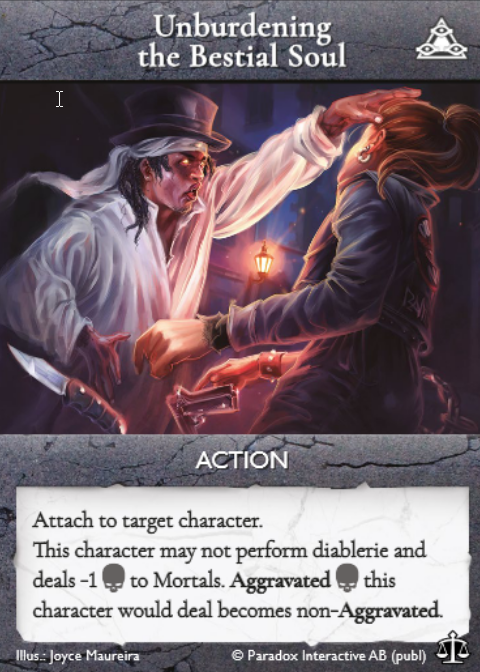 Unburdening
the Bestial Soul
ACTION
Attach to target character.
This character may not perform diablerie and
deals -1 to Mortals. Aggravated this
character would deal becomes non-Aggravated.
Illus.: Joyce Maureira © Paradox Interactive AB (publ)